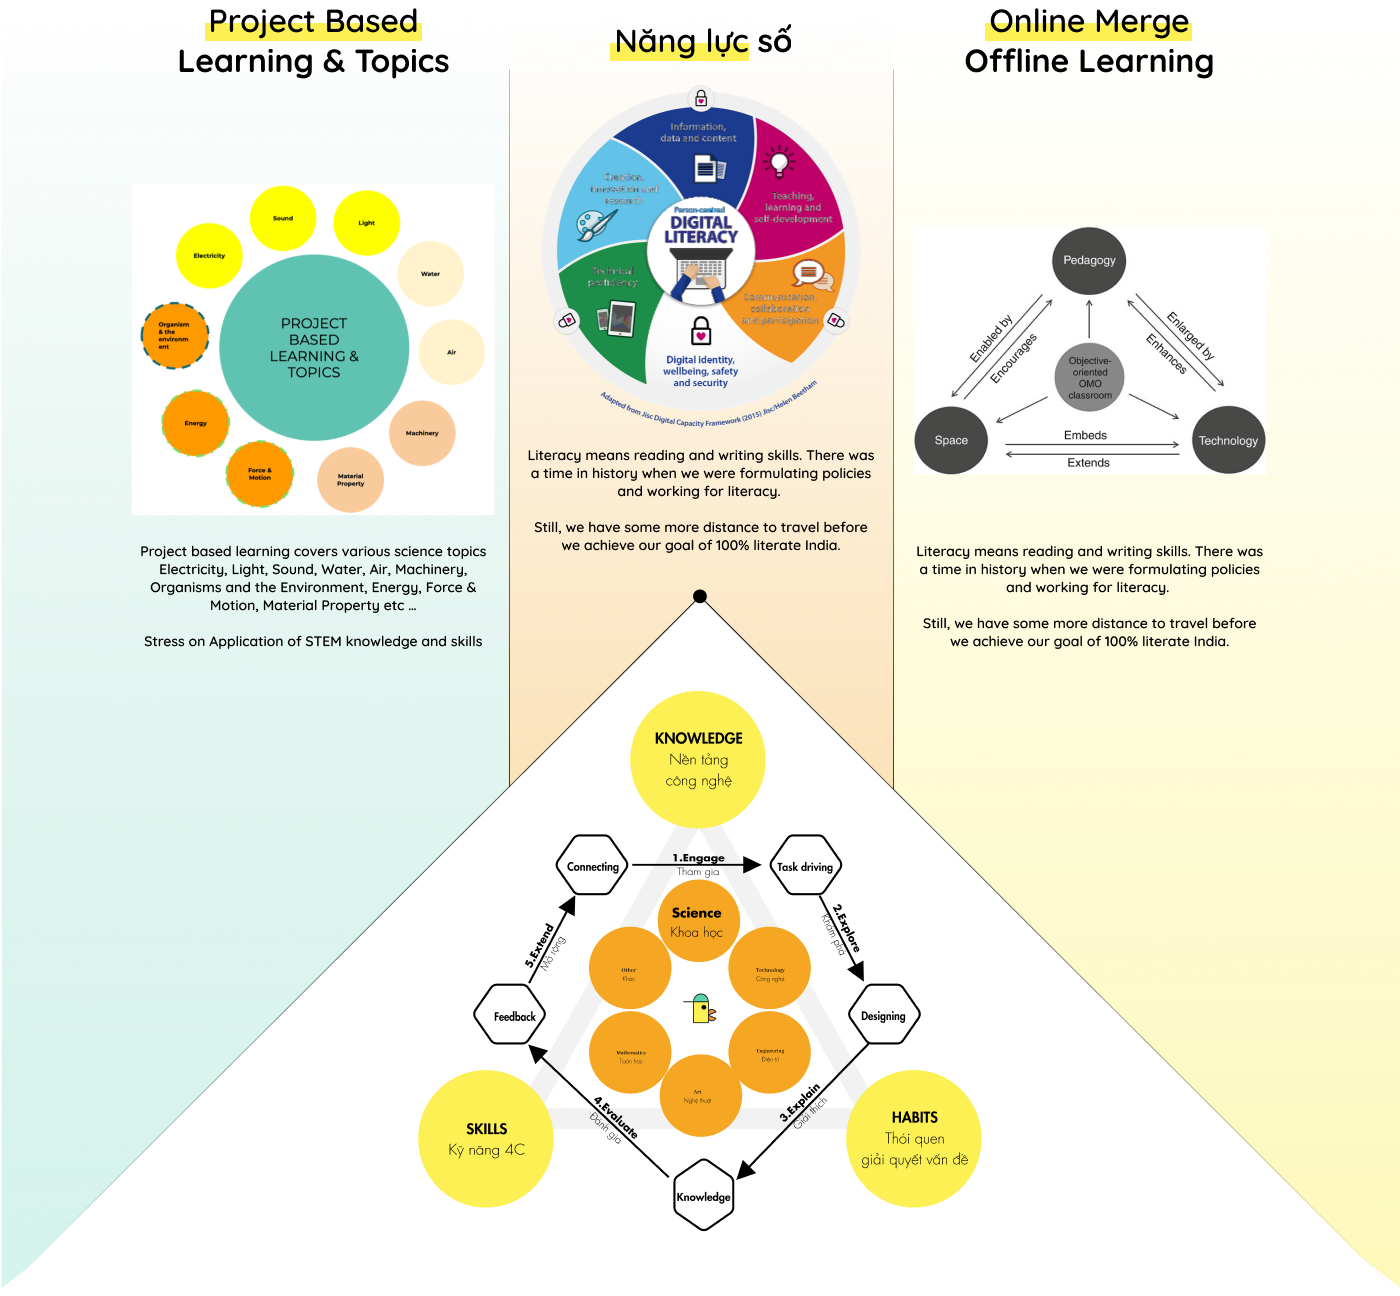 Project Based
Learning & Topics
Sound
Light
Electricity
Water
Organism
& the
environm
ent
PROJECT
BASED
LEARNING &
TOPICS
Air
Energy
Machinery
Force &
Motion
Material
Property
Project based learning covers various science topics
Electricity, Light, Sound, Water, Air, Machinery,
Organisms and the Environment, Energy, Force &
Motion, Material Property etc ...
Stress on Application of STEM knowledge and skills
Năng lực số
Information,
data and content
Creation,
innovation and
research
Teaching,
learning and
self-development
Person-centred
DIGITAL
LITERACY
Technical
proficiency
Communication,
collaboration
and participation
Digital identity,
wellbeing, safety
and security
Adapted from Jisc Digital Capacity Framework (2015) Jisc/Helen Beetham
Literacy means reading and writing skills. There was
a time in history when we were formulating policies
and working for literacy.
Still, we have some more distance to travel before
we achieve our goal of 100% literate India.
Online Merge
Offline Learning
Pedagogy
Enabled by
Encourages
Enlarged by
Enhances
Objective-
oriented
OMO
classroom
Space
Embeds
Extends
Technology
Literacy means reading and writing skills. There was
a time in history when we were formulating policies
and working for literacy.
Still, we have some more distance to travel before
we achieve our goal of 100% literate India.
KNOWLEDGE
Nền tảng
công nghệ
Connecting
1.Engage
Tham gia
Task driving
2.Explore
Khám phá
Science
Khoa học
5.Extend
Mở rộng
Other
Khác
Technology
Công nghệ
Feedback
Designing
Mathematics
Toán học
Engineering
Điện tử
Art
Nghệ thuật
4.Evaluate
Đánh giá
3.Explain
Giải thích
SKILLS
Kỹ năng 4C
HABITS
Thói quen
giải quyết vấn đề
Knowledge